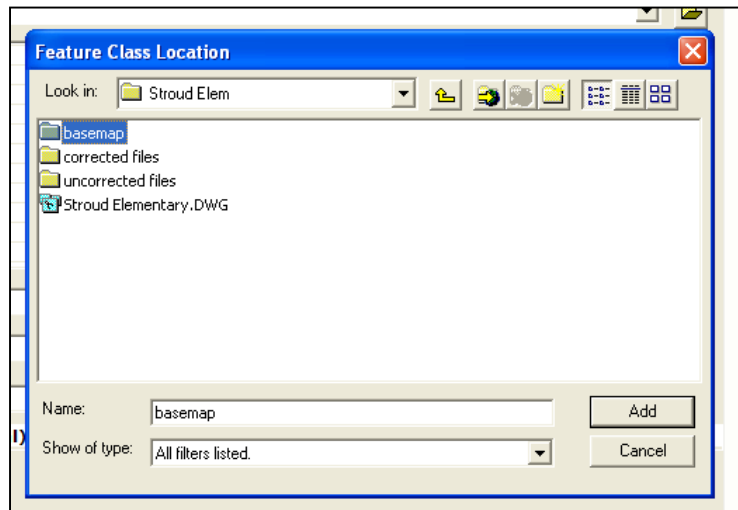 Feature Class Location
Look in: Stroud Elem
basemap
corrected files
uncorrected files
Stroud Elementary.DWG
Name: basemap Add
Show of type: All filters listed. Cancel
l)